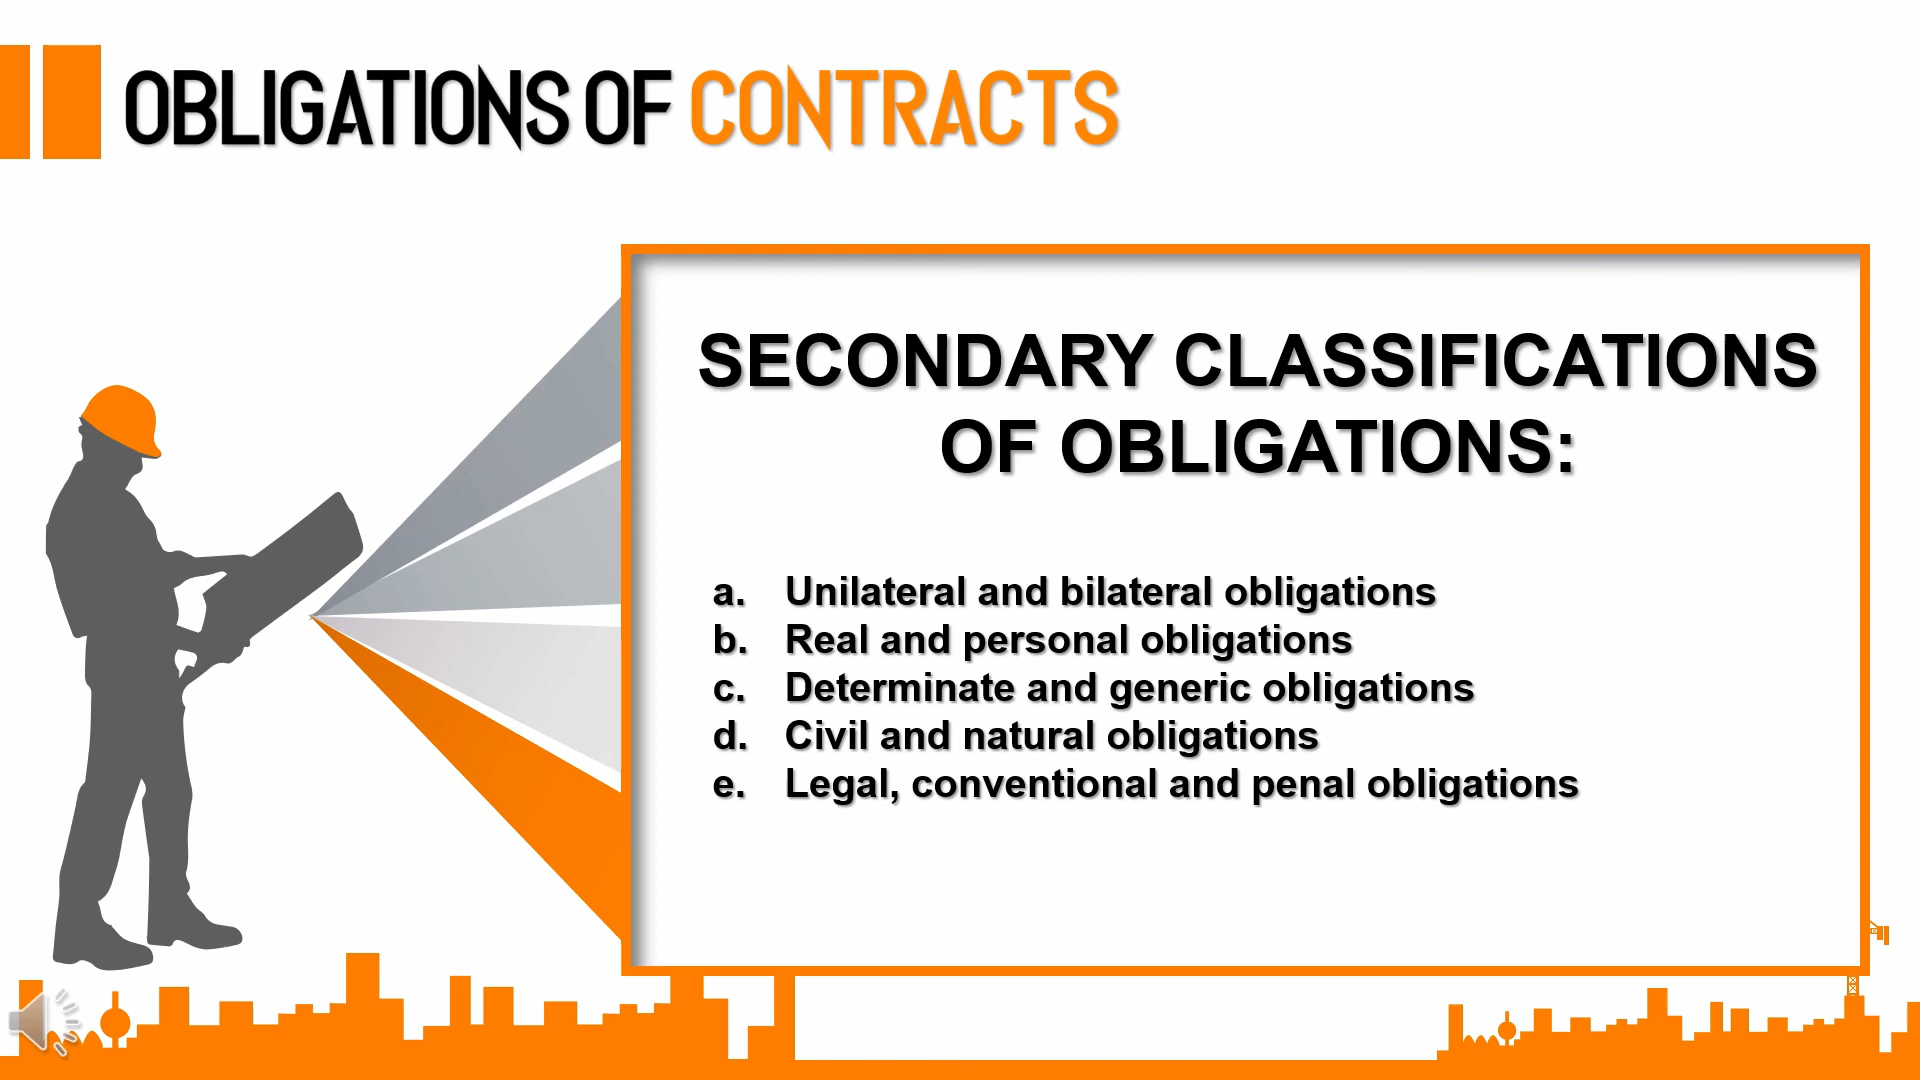 OBLIGATIONS OF CONTRACTS
SECONDARY CLASSIFICATIONS
OF OBLIGATIONS:
a. Unilateral and bilateral obligations
b. Real and personal obligations
c. Determinate and generic obligations
d. Civil and natural obligations
e. Legal, conventional and penal obligations